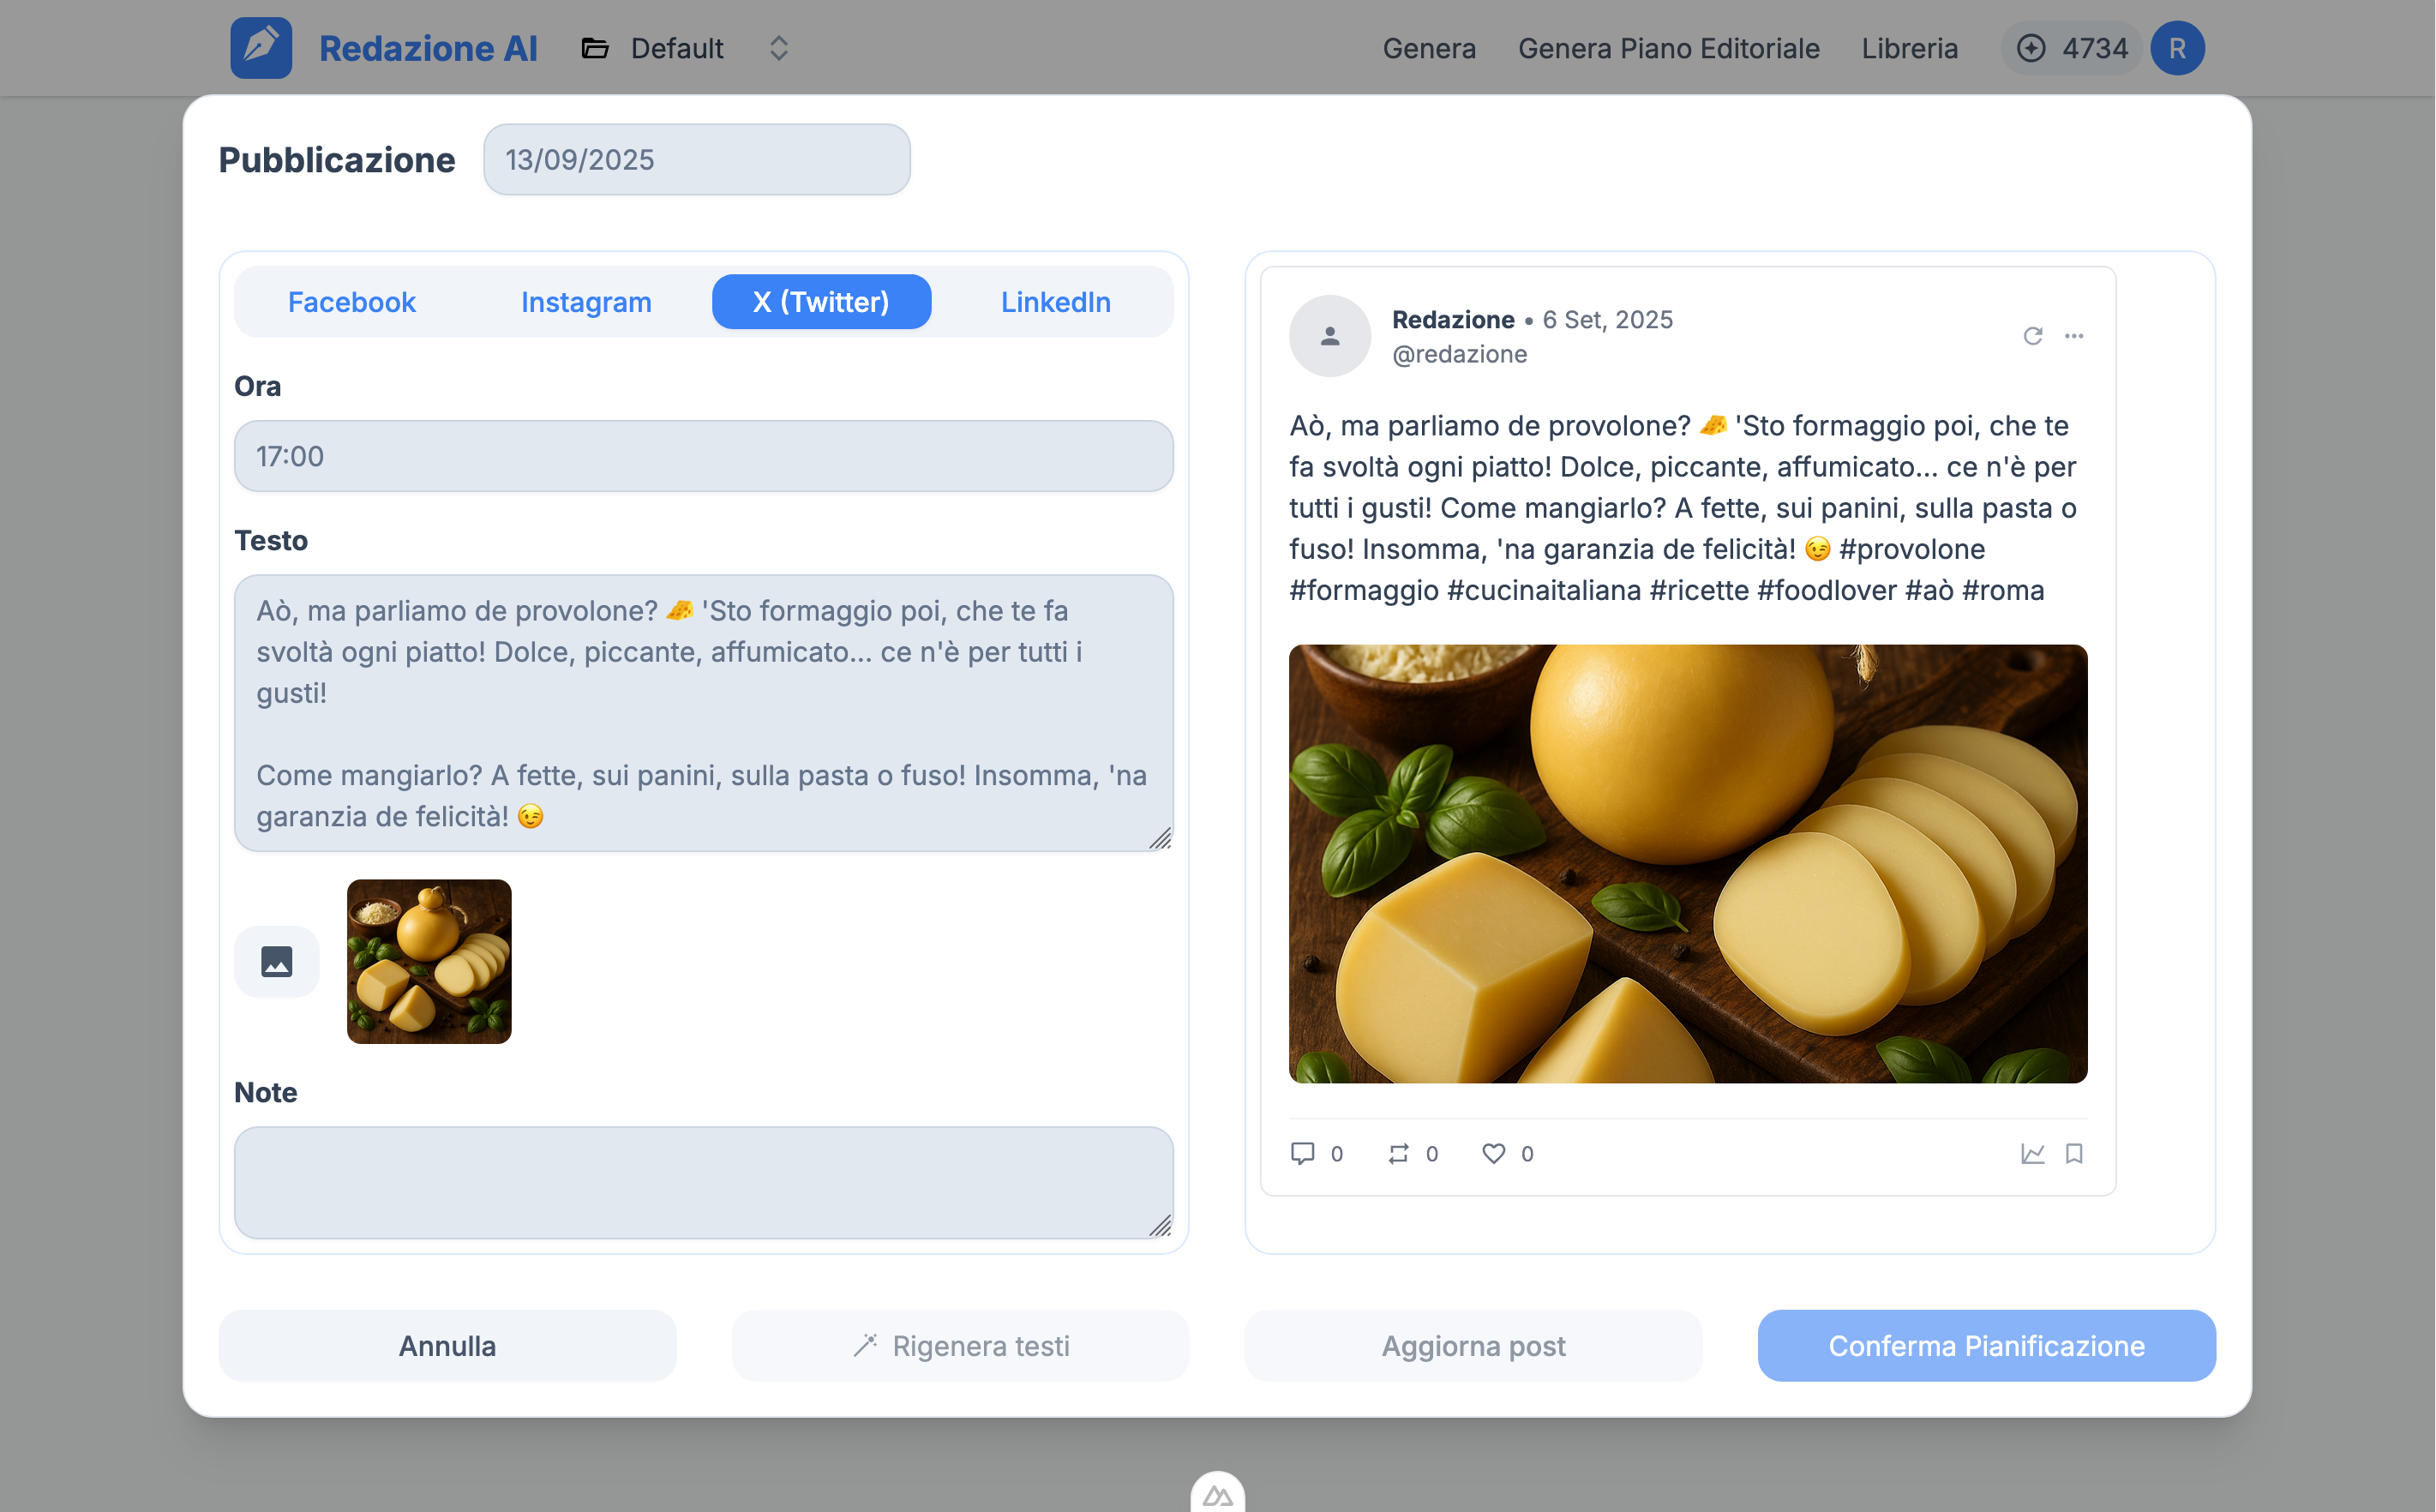 Redazione AI
Default
Genera
Genera Piano Editoriale
Libreria
4734
R
Pubblicazione
13/09/2025
Facebook
Instagram
X (Twitter)
LinkedIn
Ora
17:00
Testo
Aò, ma parliamo de provolone? 🧀 'Sto formaggio poi, che te fa
svoltà ogni piatto! Dolce, piccante, affumicato... ce n'è per tutti i
gusti!
Come mangiarlo? A fette, sui panini, sulla pasta o fuso! Insomma, 'na
garanzia de felicità! 😉
Note
Redazione • 6 Set, 2025
@redazione
Aò, ma parliamo de provolone? 🧀 'Sto formaggio poi, che te
fa svoltà ogni piatto! Dolce, piccante, affumicato... ce n'è per
tutti i gusti! Come mangiarlo? A fette, sui panini, sulla pasta o
fuso! Insomma, 'na garanzia de felicità! 😉 #provolone
#formaggio #cucinaitaliana #ricette #foodlover #aò #roma
0
0
0
Annulla
Rigenera testi
Aggiorna post
Conferma Pianificazione